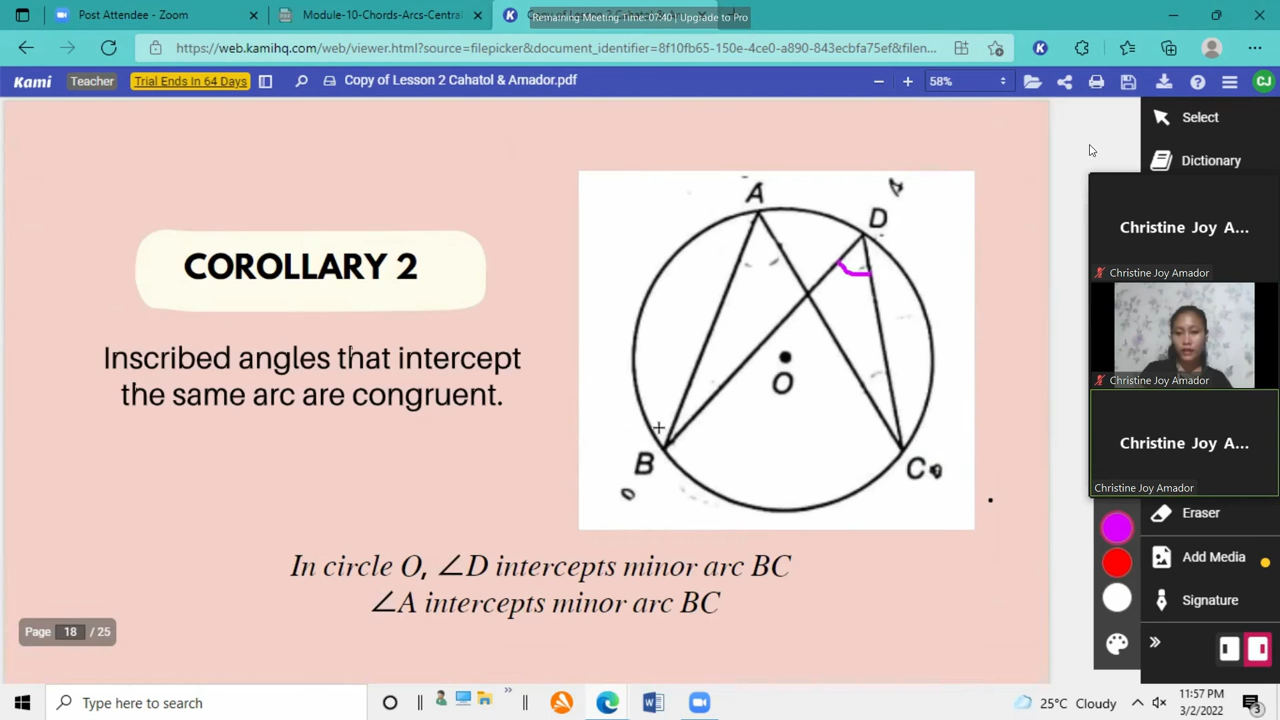 Post Attendee - Zoom
Module-10-Chords-Arcs-Central
Remaining Meeting Time: 07:40 | Upgrade to Pro
https://web.kamihq.com/web/viewer.html?source=filepicker&document_identifier=8f10fb65-150e-4ce0-a890-843ecbfa75ef&filen...
Kami
Teacher
Trial Ends In 64 Days
Copy of Lesson 2 Cahatol & Amador.pdf
58%
CJ
Select
Dictionary
COROLLARY 2
Inscribed angles that intercept
the same arc are congruent.
A
D
O
B
C
In circle O, ∠D intercepts minor arc BC
∠A intercepts minor arc BC
Page 18 / 25
Christine Joy A...
Christine Joy Amador
Christine Joy Amador
Christine Joy A...
Christine Joy Amador
Eraser
Add Media
Signature
Type here to search
25°C Cloudy
11:57 PM
3/2/2022
3